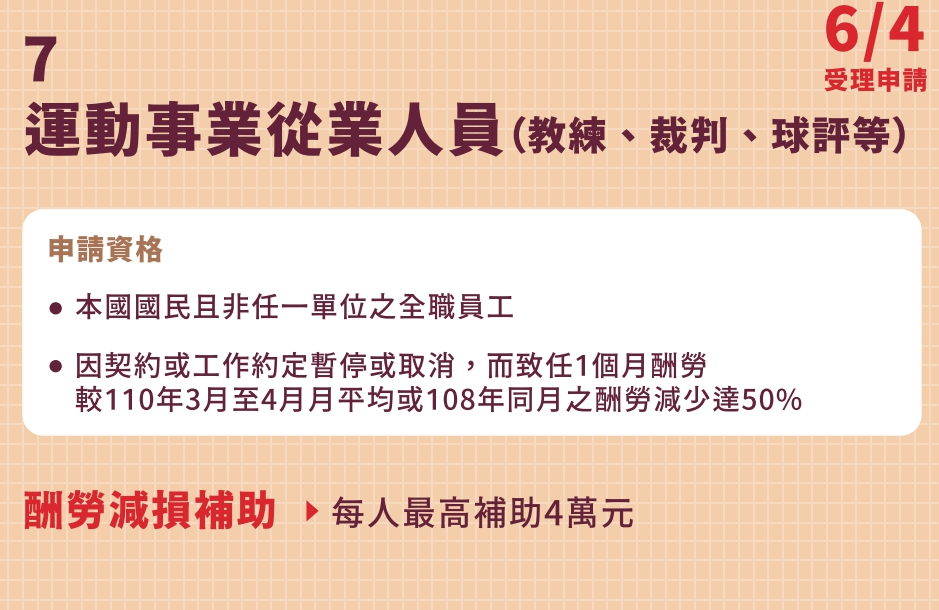 7
6/4
受理申請
運動事業從業人員(教練、裁判、球評等)
申請資格
● 本國國民且非任一單位之全職員工
● 因契約或工作約定暫停或取消,而致任1個月酬勞
較110年3月至4月月平均或108年同月之酬勞減少達50%
酬勞減損補助 ▶ 每人最高補助4萬元